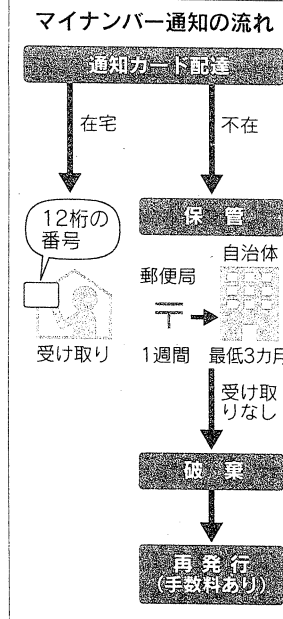 マイナンバー通知の流れ
通知カード配達
在宅
不在
12桁の
番号
受け取り
保管
郵便局
自治体
1週間
最低3カ月
受け取
りなし
破棄
再発行
(手数料あり)